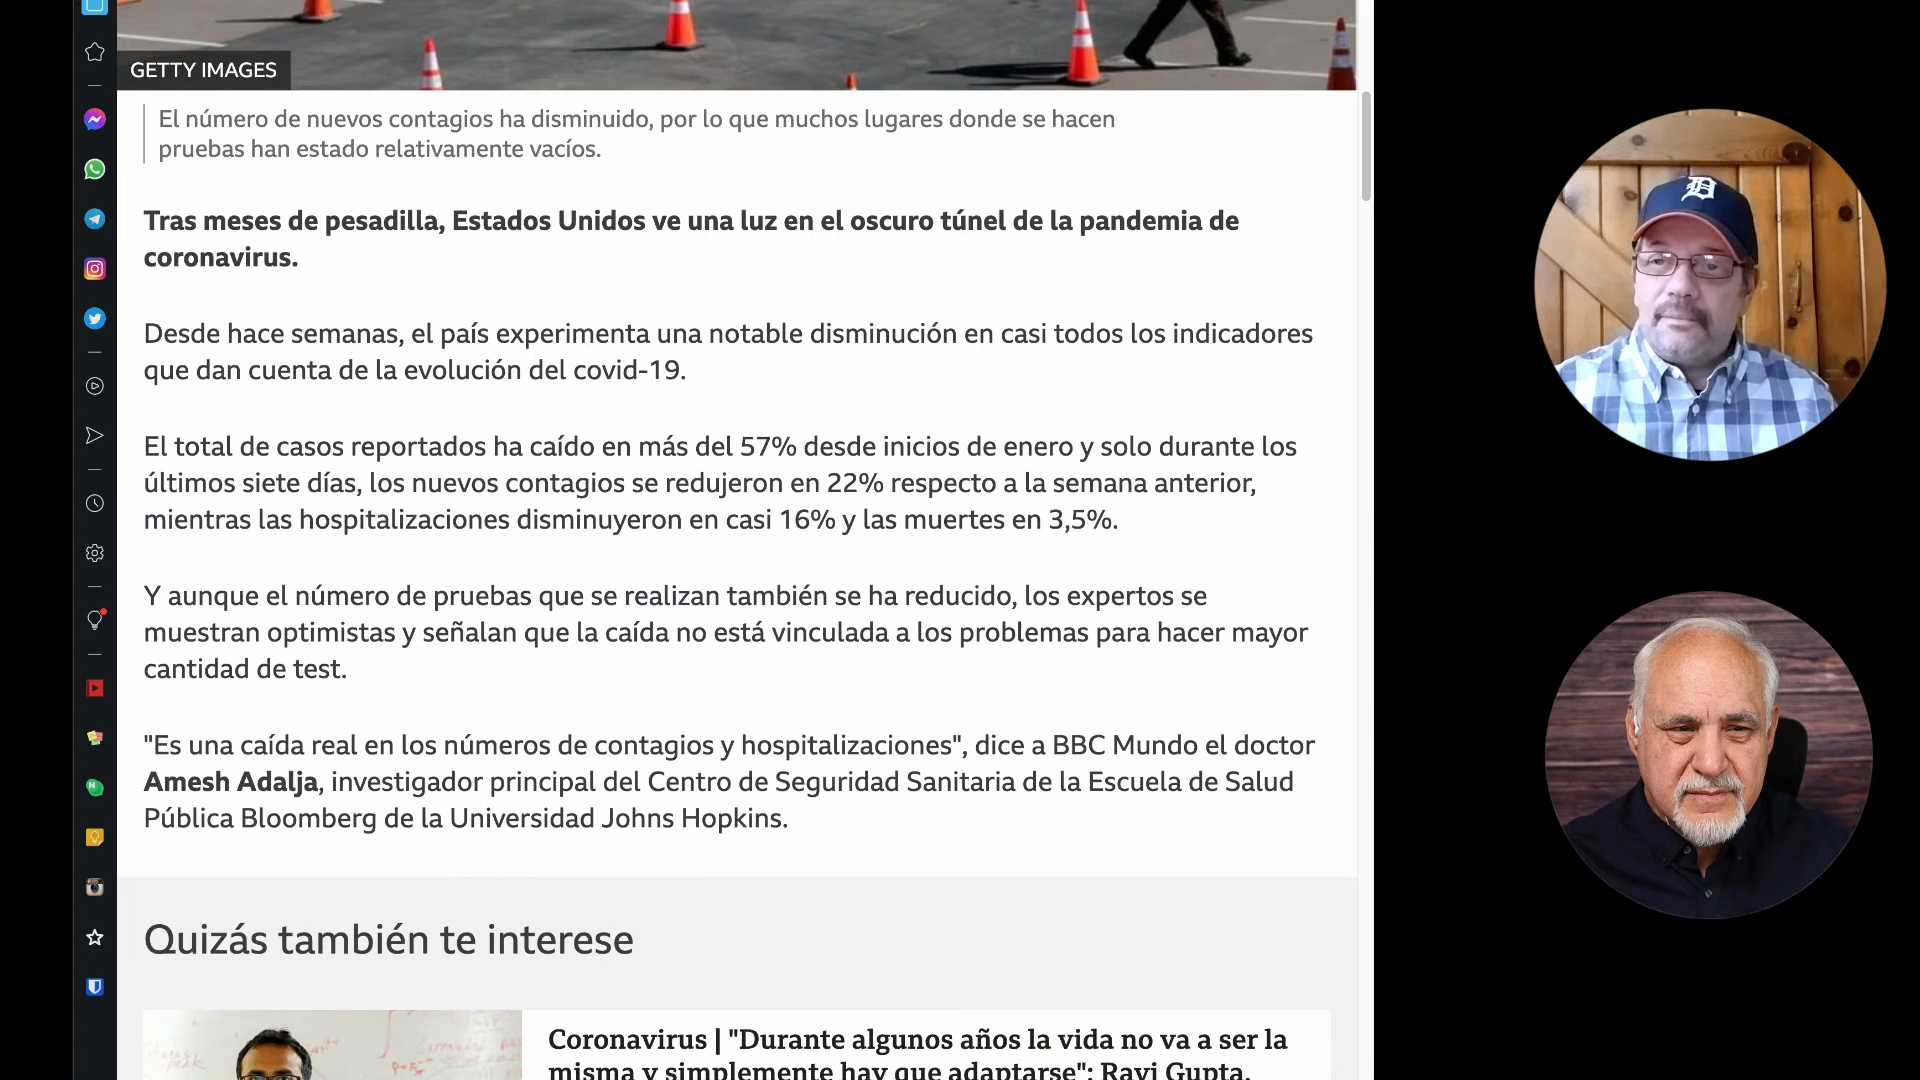 GETTY IMAGES
El número de nuevos contagios ha disminuido, por lo que muchos lugares donde se hacen
pruebas han estado relativamente vacíos.
Tras meses de pesadilla, Estados Unidos ve una luz en el oscuro túnel de la pandemia de
coronavirus.
Desde hace semanas, el país experimenta una notable disminución en casi todos los indicadores
que dan cuenta de la evolución del covid-19.
El total de casos reportados ha caído en más del 57% desde inicios de enero y solo durante los
últimos siete días, los nuevos contagios se redujeron en 22% respecto a la semana anterior,
mientras las hospitalizaciones disminuyeron en casi 16% y las muertes en 3,5%.
Y aunque el número de pruebas que se realizan también se ha reducido, los expertos se
muestran optimistas y señalan que la caída no está vinculada a los problemas para hacer mayor
cantidad de test.
"Es una caída real en los números de contagios y hospitalizaciones", dice a BBC Mundo el doctor
Amesh Adalja, investigador principal del Centro de Seguridad Sanitaria de la Escuela de Salud
Pública Bloomberg de la Universidad Johns Hopkins.
Quizás también te interese
Coronavirus | "Durante algunos años la vida no va a ser la
misma y simplemente hay que adaptarse": Ravi Gupta,
D